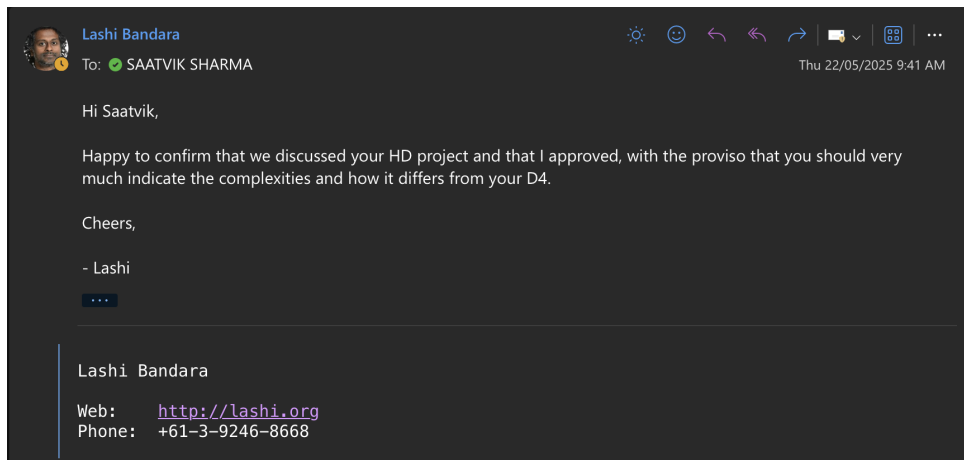 Lashi Bandara
To: SAATVIK SHARMA
Thu 22/05/2025 9:41 AM
Hi Saatvik,
Happy to confirm that we discussed your HD project and that I approved, with the proviso that you should very
much indicate the complexities and how it differs from your D4.
Cheers,
- Lashi
...
Lashi Bandara
Web: http://lashi.org
Phone: +61-3-9246-8668